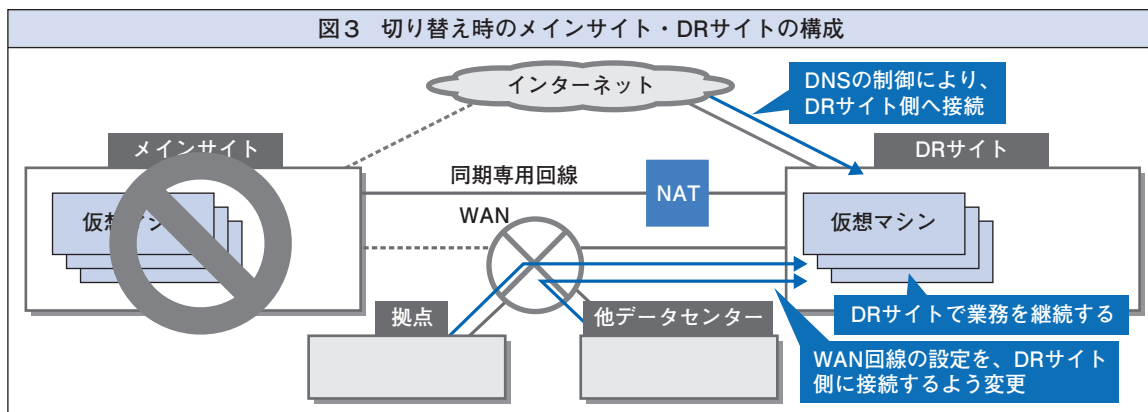 図3 切り替え時のメインサイト・DRサイトの構成
インターネット
DNSの制御により、
DRサイト側へ接続
メインサイト
DRサイト
同期専用回線
NAT
WAN
仮想マシン
仮想マシン
拠点
他データセンター
DRサイトで業務を継続する
WAN回線の設定を、DRサイト
側に接続するよう変更